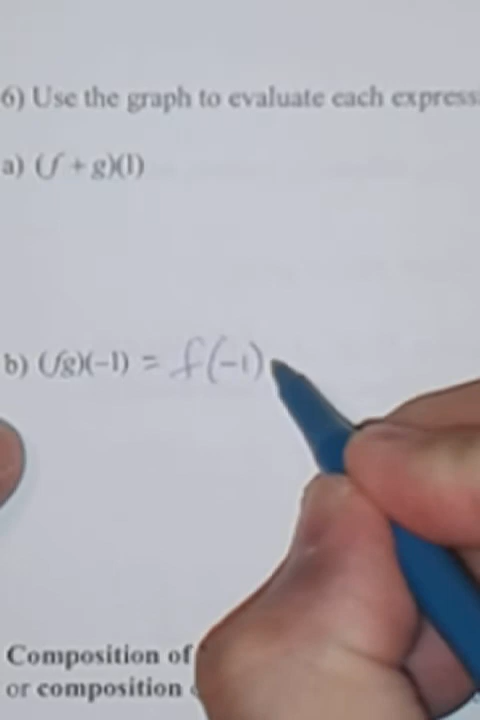 6) Use the graph to evaluate each express
a) (f + g)(1)
b) (fg)(−1) = f(−1)
Composition of
or composition